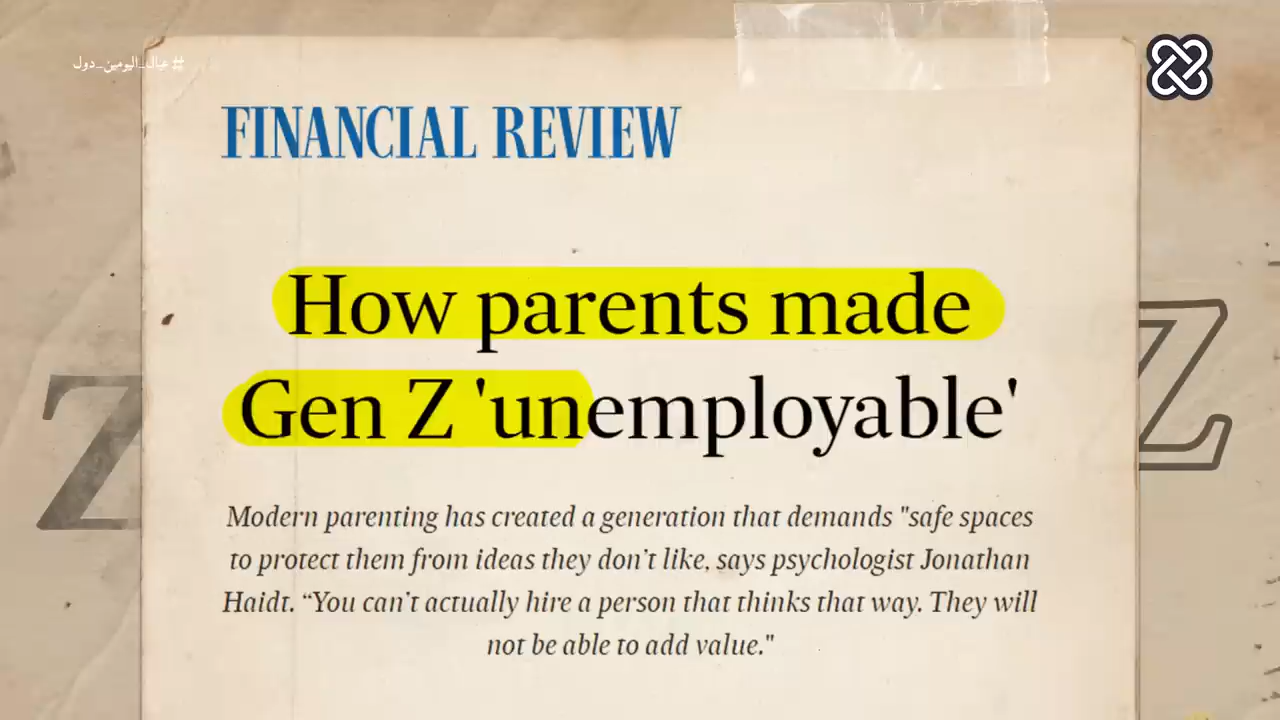 #عيال_اليومين_دول
FINANCIAL REVIEW
How parents made
Gen Z 'unemployable'
Modern parenting has created a generation that demands "safe spaces
to protect them from ideas they don't like, says psychologist Jonathan
Haidt. “You can't actually hire a person that thinks that way. They will
not be able to add value."
Z
Z